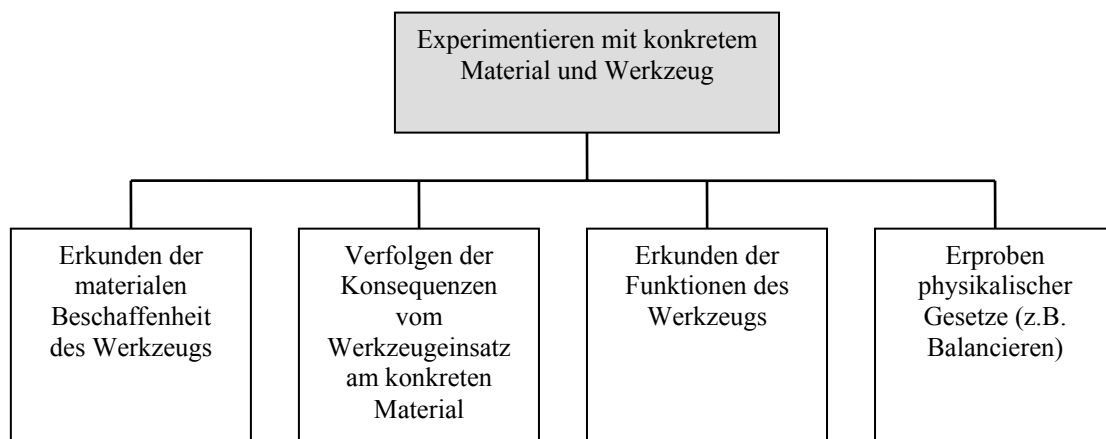 Experimentieren mit konkretem
Material und Werkzeug
Erkunden der
materialen
Beschaffenheit
des Werkzeugs
Verfolgen der
Konsequenzen
vom
Werkzeugeinsatz
am konkreten
Material
Erkunden der
Funktionen des
Werkzeugs
Erproben
physikalischer
Gesetze (z.B.
Balancieren)